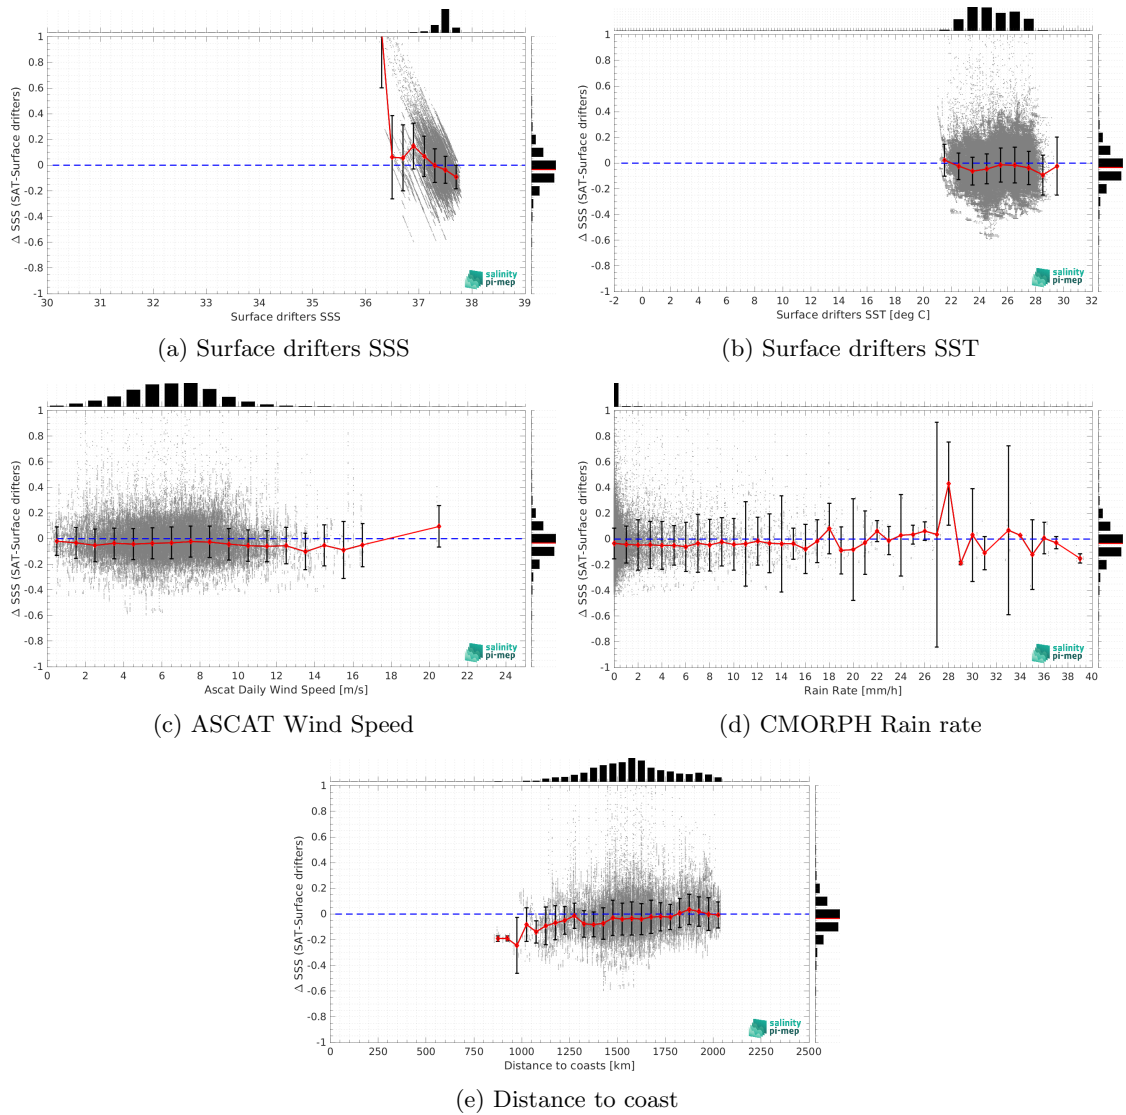 1
0.8
0.6
0.4
0.2
0
-0.2
-0.4
-0.6
-0.8
-1
Δ SSS (SAT-Surface drifters)
salinity
pi-mep
30 31 32 33 34 35 36 37 38 39
Surface drifters SSS
(a) Surface drifters SSS
1
0.8
0.6
0.4
0.2
0
-0.2
-0.4
-0.6
-0.8
-1
Δ SSS (SAT-Surface drifters)
salinity
pi-mep
-2 0 2 4 6 8 10 12 14 16 18 20 22 24 26 28 30 32
Surface drifters SST [deg C]
(b) Surface drifters SST
1
0.8
0.6
0.4
0.2
0
-0.2
-0.4
-0.6
-0.8
-1
Δ SSS (SAT-Surface drifters)
salinity
pi-mep
0 2 4 6 8 10 12 14 16 18 20 22 24
Ascat Daily Wind Speed [m/s]
(c) ASCAT Wind Speed
1
0.8
0.6
0.4
0.2
0
-0.2
-0.4
-0.6
-0.8
-1
Δ SSS (SAT-Surface drifters)
salinity
pi-mep
0 2 4 6 8 10 12 14 16 18 20 22 24 26 28 30 32 34 36 38 40
Rain Rate [mm/h]
(d) CMORPH Rain rate
1
0.8
0.6
0.4
0.2
0
-0.2
-0.4
-0.6
-0.8
-1
Δ SSS (SAT-Surface drifters)
salinity
pi-mep
0 250 500 750 1000 1250 1500 1750 2000 2250 2500
Distance to coasts [km]
(e) Distance to coast